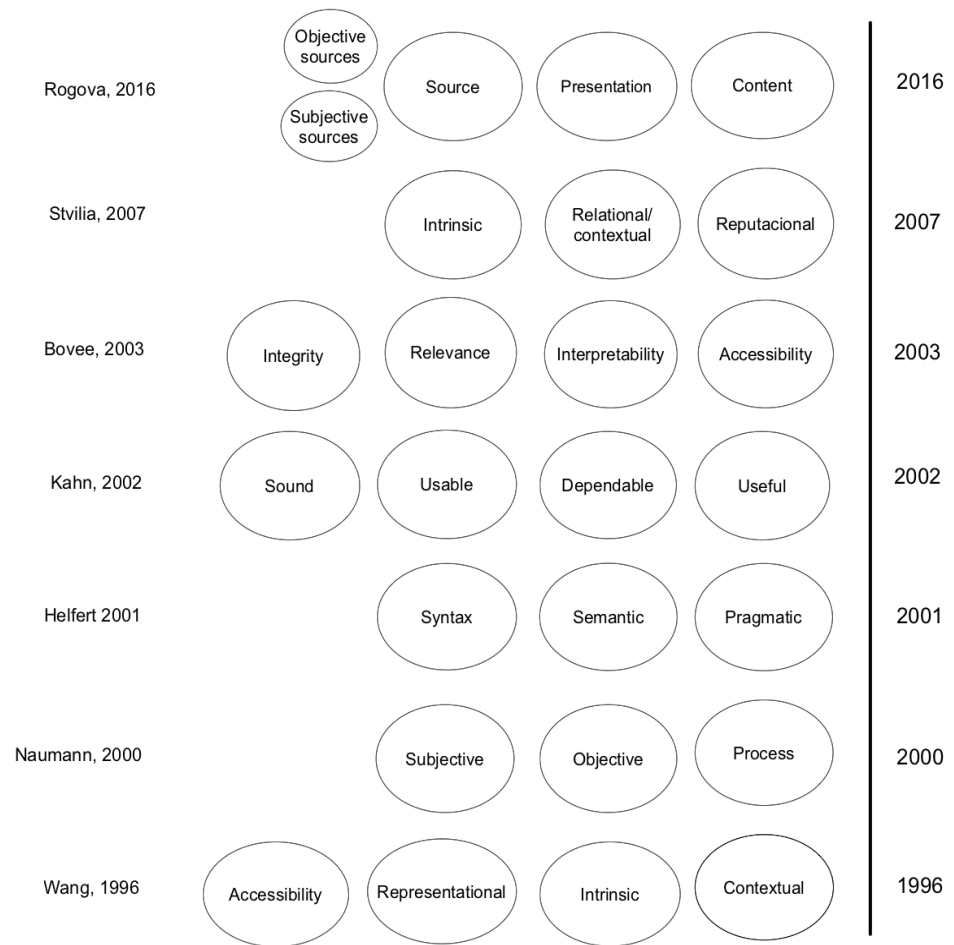 Rogova, 2016
Objective
sources
Subjective
sources
Source
Presentation
Content
2016
Stvilia, 2007
Intrinsic
Relational/
contextual
Reputacional
2007
Bovee, 2003
Integrity
Relevance
Interpretability
Accessibility
2003
Kahn, 2002
Sound
Usable
Dependable
Useful
2002
Helfert 2001
Syntax
Semantic
Pragmatic
2001
Naumann, 2000
Subjective
Objective
Process
2000
Wang, 1996
Accessibility
Representational
Intrinsic
Contextual
1996